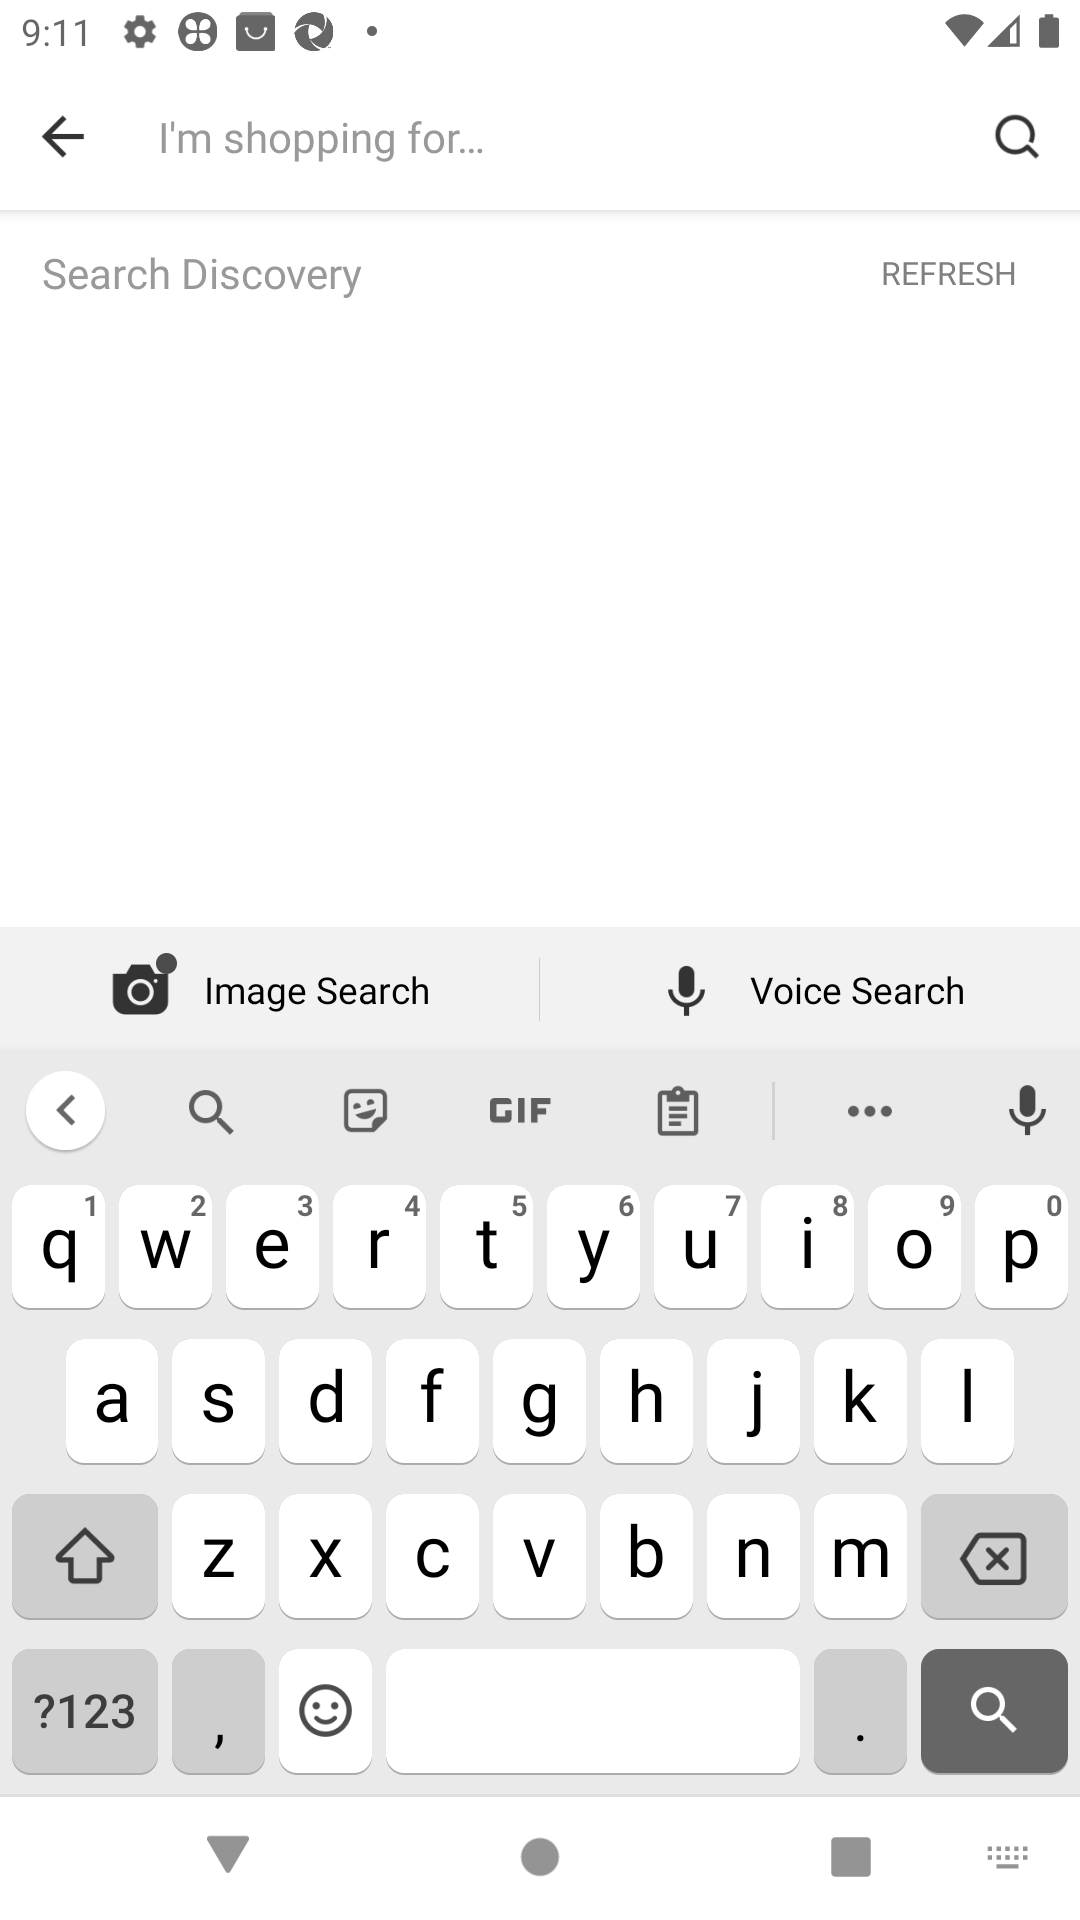 9:11
I'm shopping for...
Search Discovery
REFRESH
Image Search
Voice Search
GIF
q 1 w 2 e 3 r 4 t 5 y 6 u 7 i 8 o 9 p 0
a s d f g h j k l
z x c v b n m
?123 , .